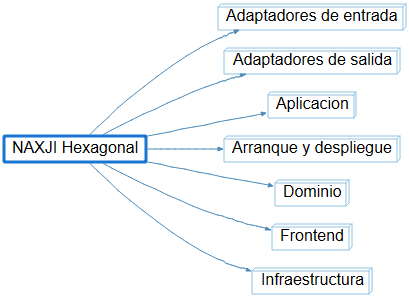 Adaptadores de entrada
Adaptadores de salida
Aplicacion
NAXJI Hexagonal
Arranque y despliegue
Dominio
Frontend
Infraestructura